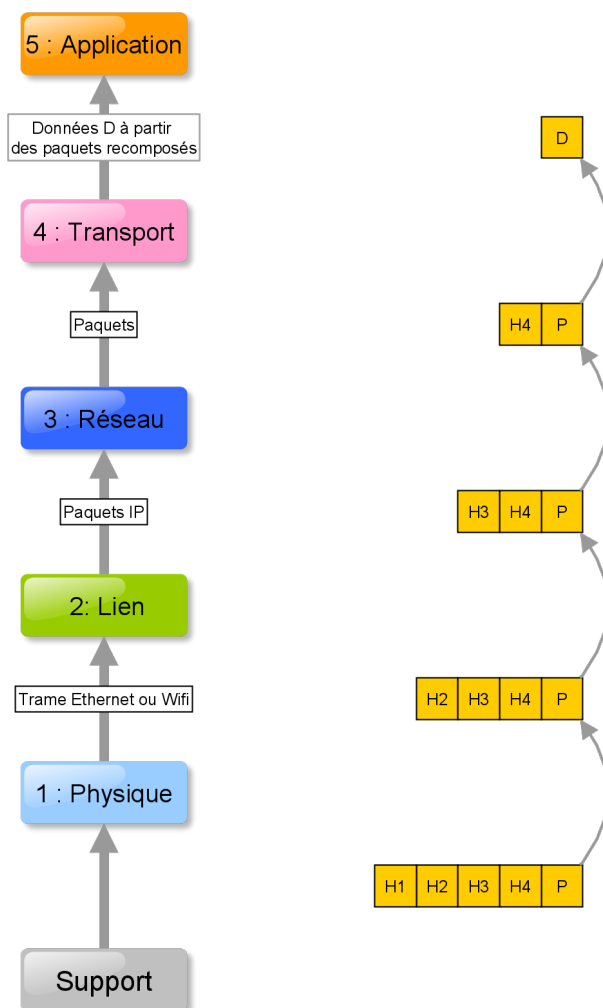 5 : Application
Données D à partir
des paquets recomposés
D
4 : Transport
Paquets
H4 P
3 : Réseau
Paquets IP
H3 H4 P
2: Lien
Trame Ethernet ou Wifi
H2 H3 H4 P
1 : Physique
H1 H2 H3 H4 P
Support